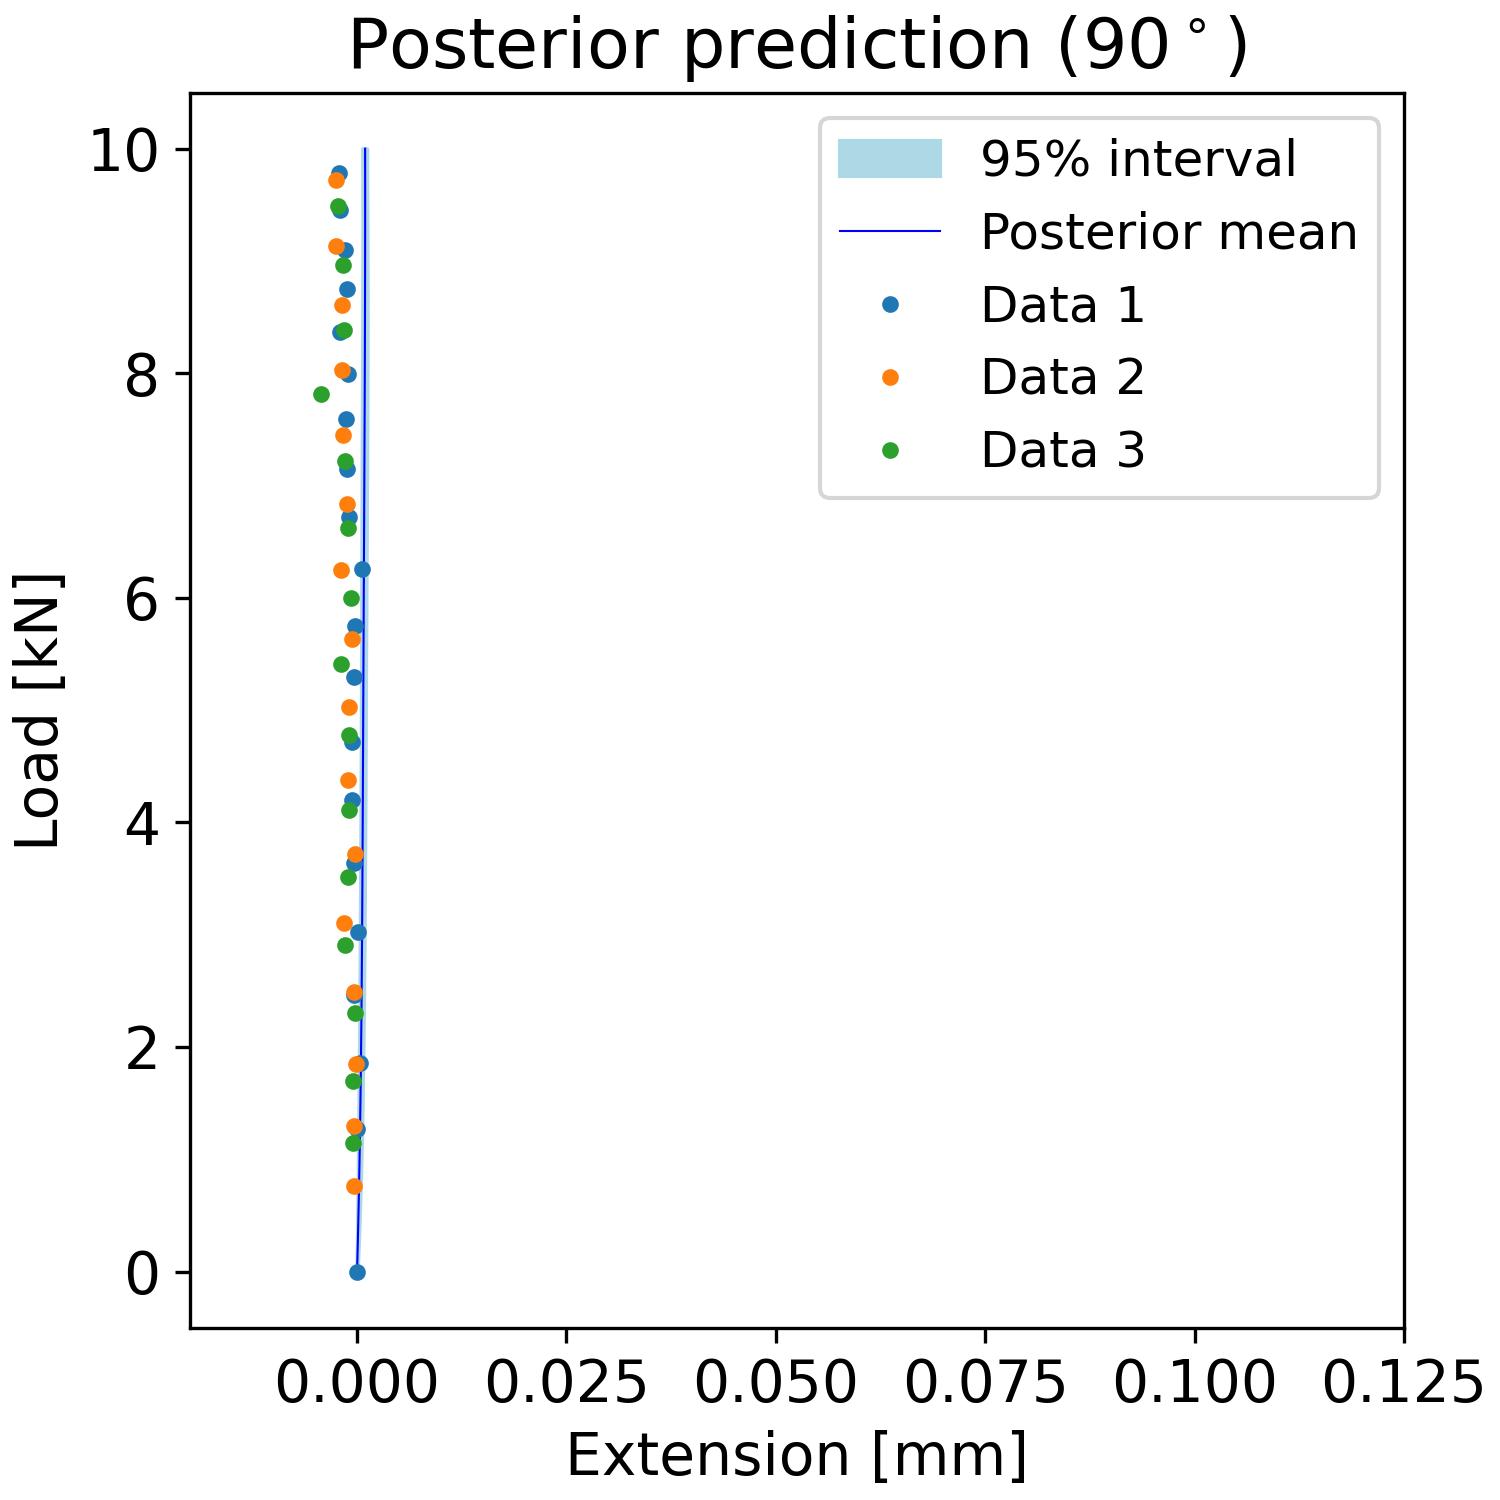 Posterior prediction (90°)
10
8
6
4
2
0
Load [kN]
95% interval
Posterior mean
Data 1
Data 2
Data 3
0.000 0.025 0.050 0.075 0.100 0.125
Extension [mm]